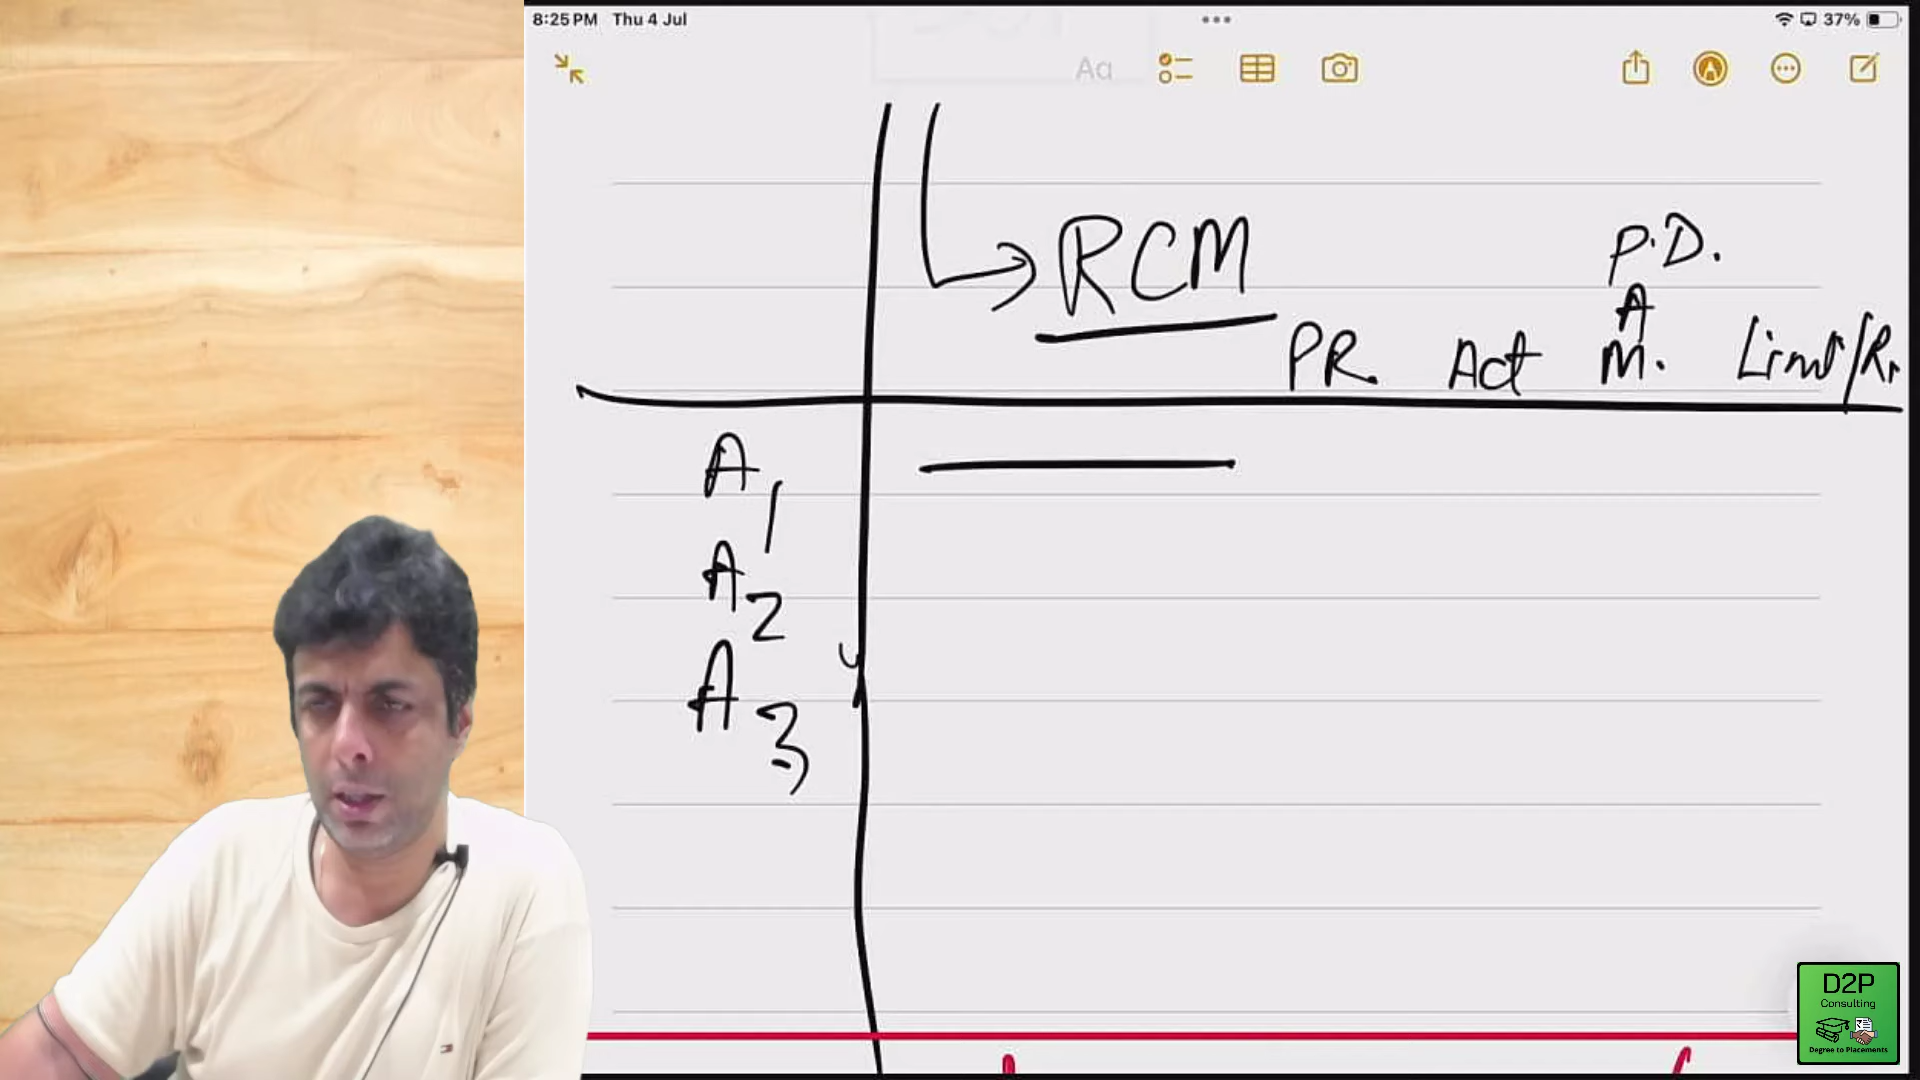 8:25 PM Thu 4 Jul
37%
Aa
RCM
P.D.
A
PR. Act M. Limit/R.
A1
A2
A3
D2P
Consulting
Degree to Placements